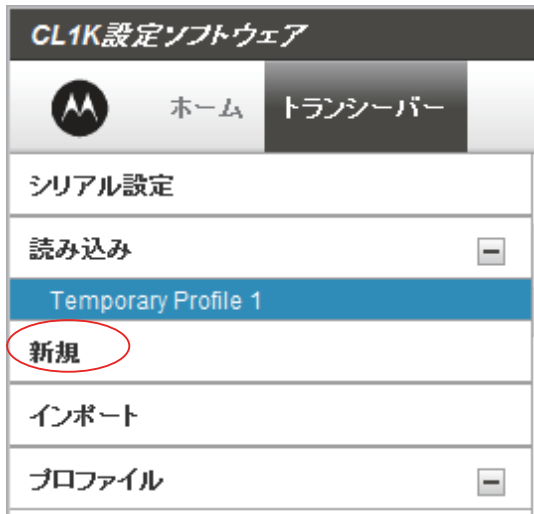 CL1K設定ソフトウェア
ホーム トランシーバー
シリアル設定
読み込み
Temporary Profile 1
新規
インポート
プロファイル